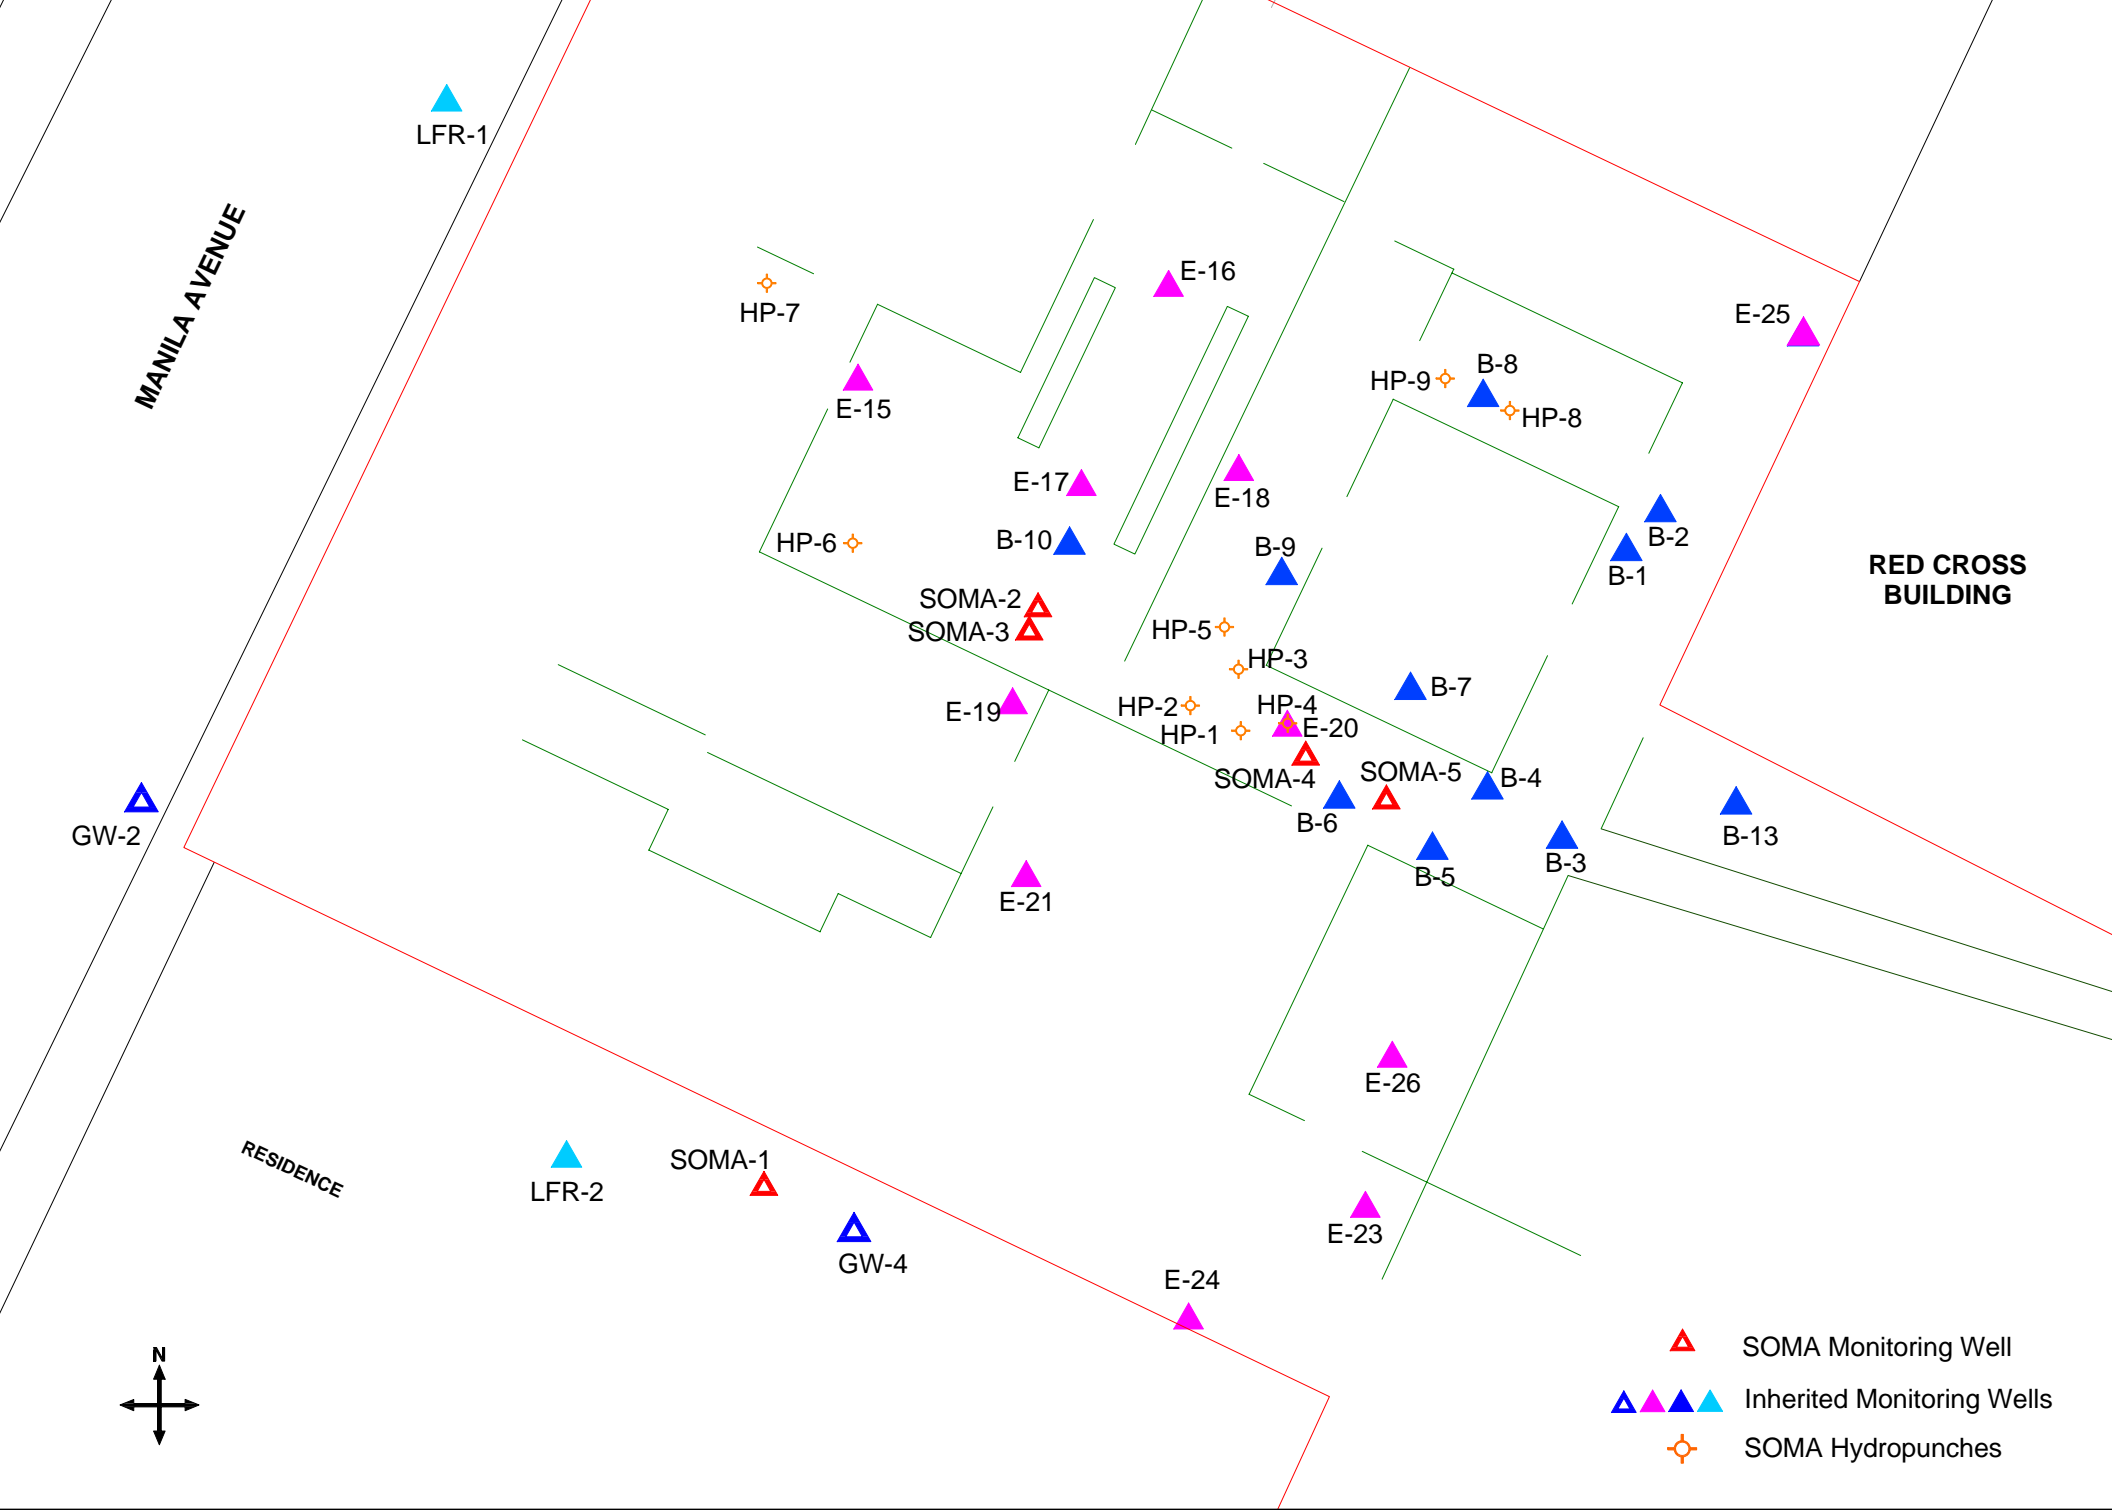 LFR-1
MANILA AVENUE
HP-7
E-16
E-25
E-15
HP-9
B-8
HP-8
E-17
E-18
B-10
HP-6
B-9
B-2
B-1
RED CROSS
BUILDING
SOMA-2
SOMA-3
HP-5
HP-3
B-7
E-19
HP-2
HP-4
HP-1
E-20
SOMA-4
SOMA-5
B-4
B-6
GW-2
B-13
B-3
B-5
E-21
E-26
RESIDENCE
SOMA-1
LFR-2
GW-4
E-23
E-24
N
SOMA Monitoring Well
Inherited Monitoring Wells
SOMA Hydropunches